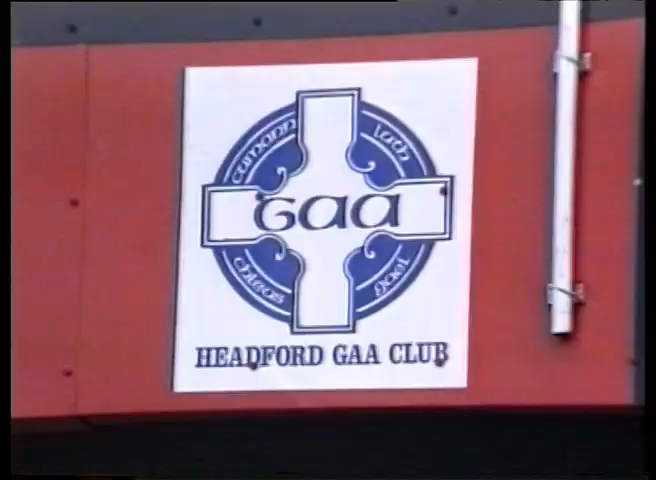 Cumann
Lúth
GAA
Chleas
Gael
HEADFORD GAA CLUB